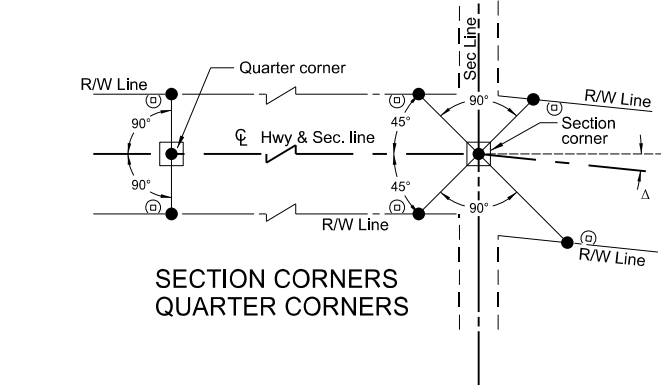 Sec Line
Quarter corner
R/W Line
R/W Line
90°
45°
90°
Section
corner
℄ Hwy & Sec. line
90°
45°
90°
Δ
R/W Line
R/W Line
SECTION CORNERS
QUARTER CORNERS